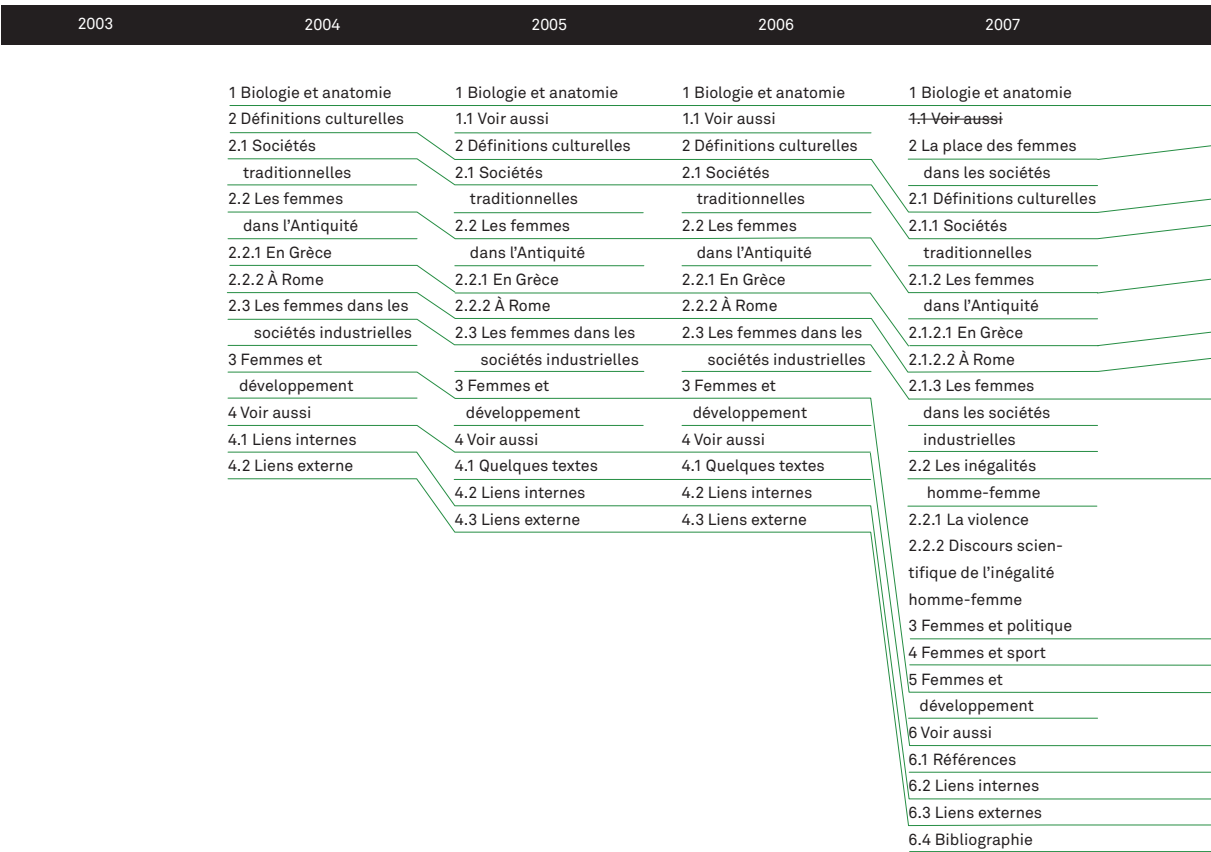 2003 2004 2005 2006 2007
1 Biologie et anatomie
2 Définitions culturelles
2.1 Sociétés
traditionnelles
2.2 Les femmes
dans l’Antiquité
2.2.1 En Grèce
2.2.2 À Rome
2.3 Les femmes dans les
sociétés industrielles
3 Femmes et
développement
4 Voir aussi
4.1 Liens internes
4.2 Liens externe
1 Biologie et anatomie
1.1 Voir aussi
2 Définitions culturelles
2.1 Sociétés
traditionnelles
2.2 Les femmes
dans l’Antiquité
2.2.1 En Grèce
2.2.2 À Rome
2.3 Les femmes dans les
sociétés industrielles
3 Femmes et
développement
4 Voir aussi
4.1 Quelques textes
4.2 Liens internes
4.3 Liens externe
1 Biologie et anatomie
1.1 Voir aussi
2 Définitions culturelles
2.1 Sociétés
traditionnelles
2.2 Les femmes
dans l’Antiquité
2.2.1 En Grèce
2.2.2 À Rome
2.3 Les femmes dans les
sociétés industrielles
3 Femmes et
développement
4 Voir aussi
4.1 Quelques textes
4.2 Liens internes
4.3 Liens externe
1 Biologie et anatomie
1.1 Voir aussi
2 La place des femmes
dans les sociétés
2.1 Définitions culturelles
2.1.1 Sociétés
traditionnelles
2.1.2 Les femmes
dans l’Antiquité
2.1.2.1 En Grèce
2.1.2.2 À Rome
2.1.3 Les femmes
dans les sociétés
industrielles
2.2 Les inégalités
homme-femme
2.2.1 La violence
2.2.2 Discours scien-
tifique de l’inégalité
homme-femme
3 Femmes et politique
4 Femmes et sport
5 Femmes et
développement
6 Voir aussi
6.1 Références
6.2 Liens internes
6.3 Liens externes
6.4 Bibliographie